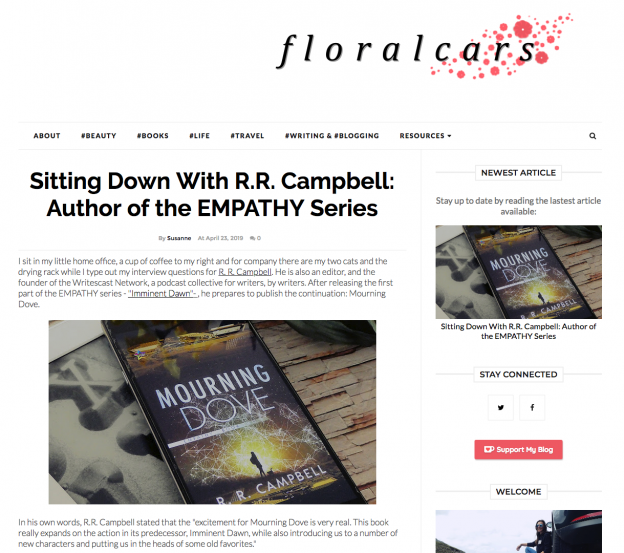 floralcars
ABOUT #BEAUTY #BOOKS #LIFE #TRAVEL #WRITING & #BLOGGING RESOURCES
Sitting Down With R.R. Campbell:
Author of the EMPATHY Series
By Susanne At April 23, 2019 0
I sit in my little home office, a cup of coffee to my right and for company there are my two cats and the
drying rack while I type out my interview questions for R. R. Campbell. He is also an editor, and the
founder of the Writescast Network, a podcast collective for writers, by writers. After releasing the first
part of the EMPATHY series - "Imminent Dawn"- , he prepares to publish the continuation: Mourning
Dove.
MOURNING
DOVE
R. R. CAMPBELL
In his own words, R.R. Campbell stated that the "excitement for Mourning Dove is very real. This book
really expands on the action in its predecessor, Imminent Dawn, while also introducing us to a number of
new characters and putting us in the heads of some old favorites."
NEWEST ARTICLE
Stay up to date by reading the lastest article
available:
MOURNING
DOVE
R. R. CAMPBELL
Sitting Down With R.R. Campbell: Author of
the EMPATHY Series
STAY CONNECTED
Support My Blog
WELCOME